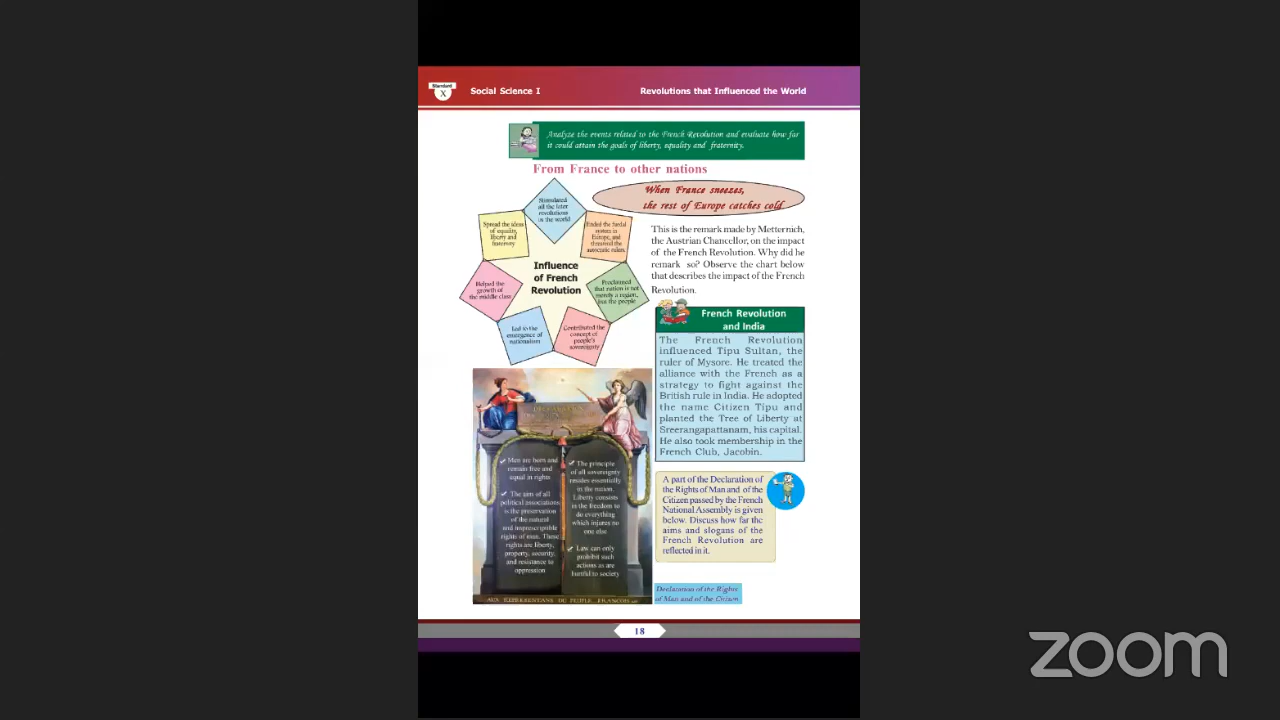 Standard
X
Social Science I
Revolutions that Influenced the World
Analyze the events related to the French Revolution and evaluate how far
it could attain the goals of liberty, equality and fraternity.
From France to other nations
When France sneezes,
the rest of Europe catches cold
This is the remark made by Metternich,
the Austrian Chancellor, on the impact
of the French Revolution. Why did he
remark so? Observe the chart below
that describes the impact of the French
Revolution.
Stimulated
all the later
revolutions
in the world
Spread the ideas
of equality,
liberty and
fraternity
Ended the feudal
system in
Europe, and
threatened the
autocratic rulers
Influence
of French
Revolution
Helped the
growth of
the middle class
Proclaimed
that nation is not
merely a region,
but the people
Led to the
emergence of
nationalism
Contributed the
concept of
people's
sovereignty
French Revolution
and India
The French Revolution
influenced Tipu Sultan, the
ruler of Mysore. He treated the
alliance with the French as a
strategy to fight against the
British rule in India. He adopted
the name Citizen Tipu and
planted the Tree of Liberty at
Sreerangapattanam, his capital.
He also took membership in the
French Club, Jacobin.
✓ Men are born and
remain free and
equal in rights
✓ The aim of all
political associations
is the preservation
of the natural
and imprescriptible
rights of man. These
rights are liberty,
property, security,
and resistance to
oppression
✓ The principle
of all sovereignty
resides essentially
in the nation.
Liberty consists
in the freedom to
do everything
which injures no
one else
✓ Law can only
prohibit such
actions as are
harmful to society
A part of the Declaration of
the Rights of Man and of the
Citizen passed by the French
National Assembly is given
below. Discuss how far the
aims and slogans of the
French Revolution are
reflected in it.
Declaration of the Rights
of Man and of the Citizen
18
zoom